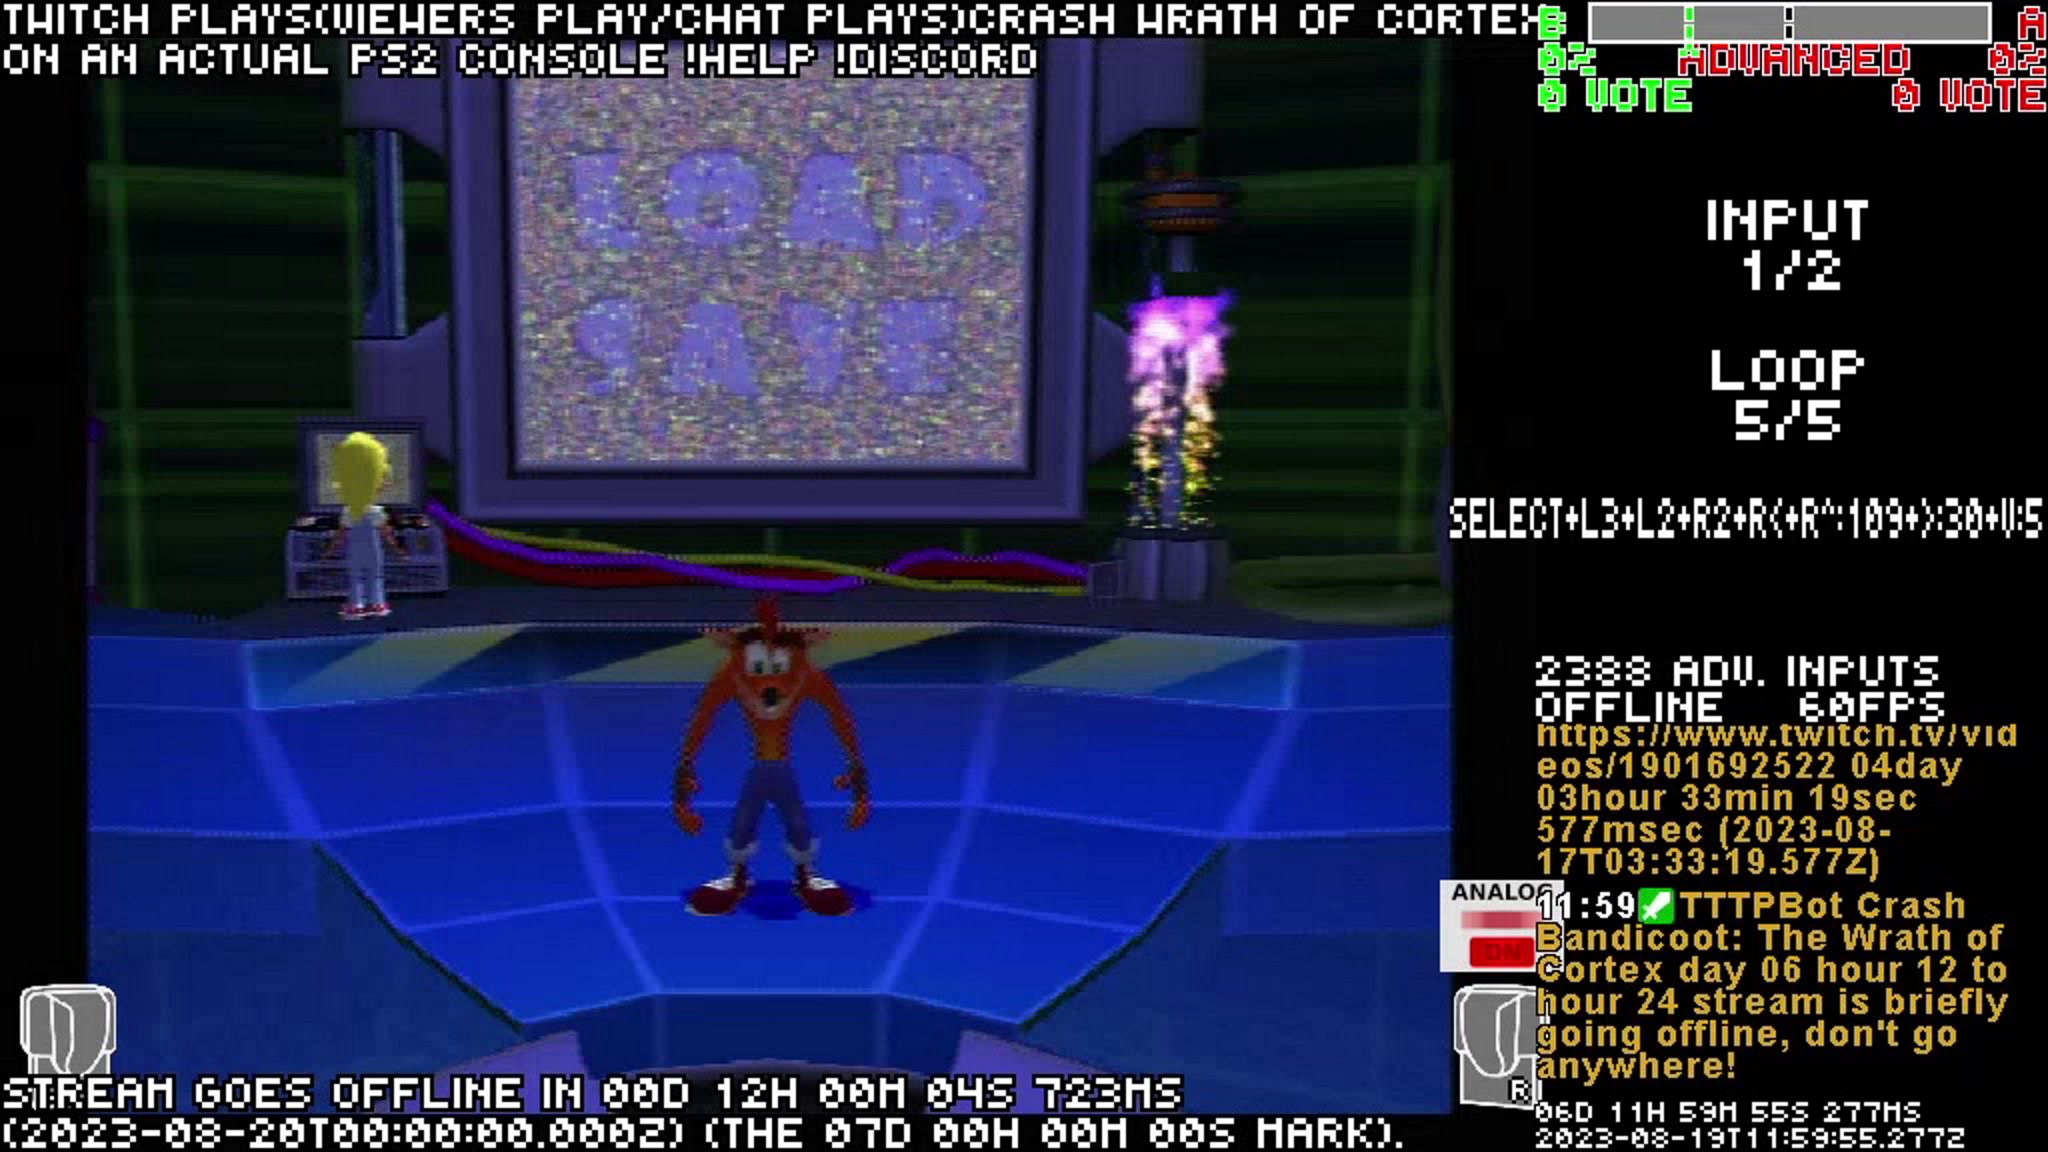 TWITCH PLAYS(VIEWERS PLAY/CHAT PLAYS)CRASH WRATH OF CORTEX
ON AN ACTUAL PS2 CONSOLE !HELP !DISCORD
B A
0% ADVANCED 0%
0 VOTE 0 VOTE
LOAD
SAVE
INPUT
1/2
LOOP
5/5
SELECT+L3+L2+R2+R(+R^:109+):30+V:5
2388 ADV. INPUTS
OFFLINE 60FPS
https://www.twitch.tv/vid
eos/1901692522 04day
03hour 33min 19sec
577msec (2023-08-
17T03:33:19.577Z)
ANALOG
ON
11:59 TTTPBot Crash
Bandicoot: The Wrath of
Cortex day 06 hour 12 to
hour 24 stream is briefly
going offline, don't go
anywhere!
R
STREAM GOES OFFLINE IN 00D 12H 00M 04S 723MS
(2023-08-20T00:00:00.000Z) (THE 07D 00H 00M 00S MARK).
06D 11H 59M 55S 277MS
2023-08-19T11:59:55.277Z